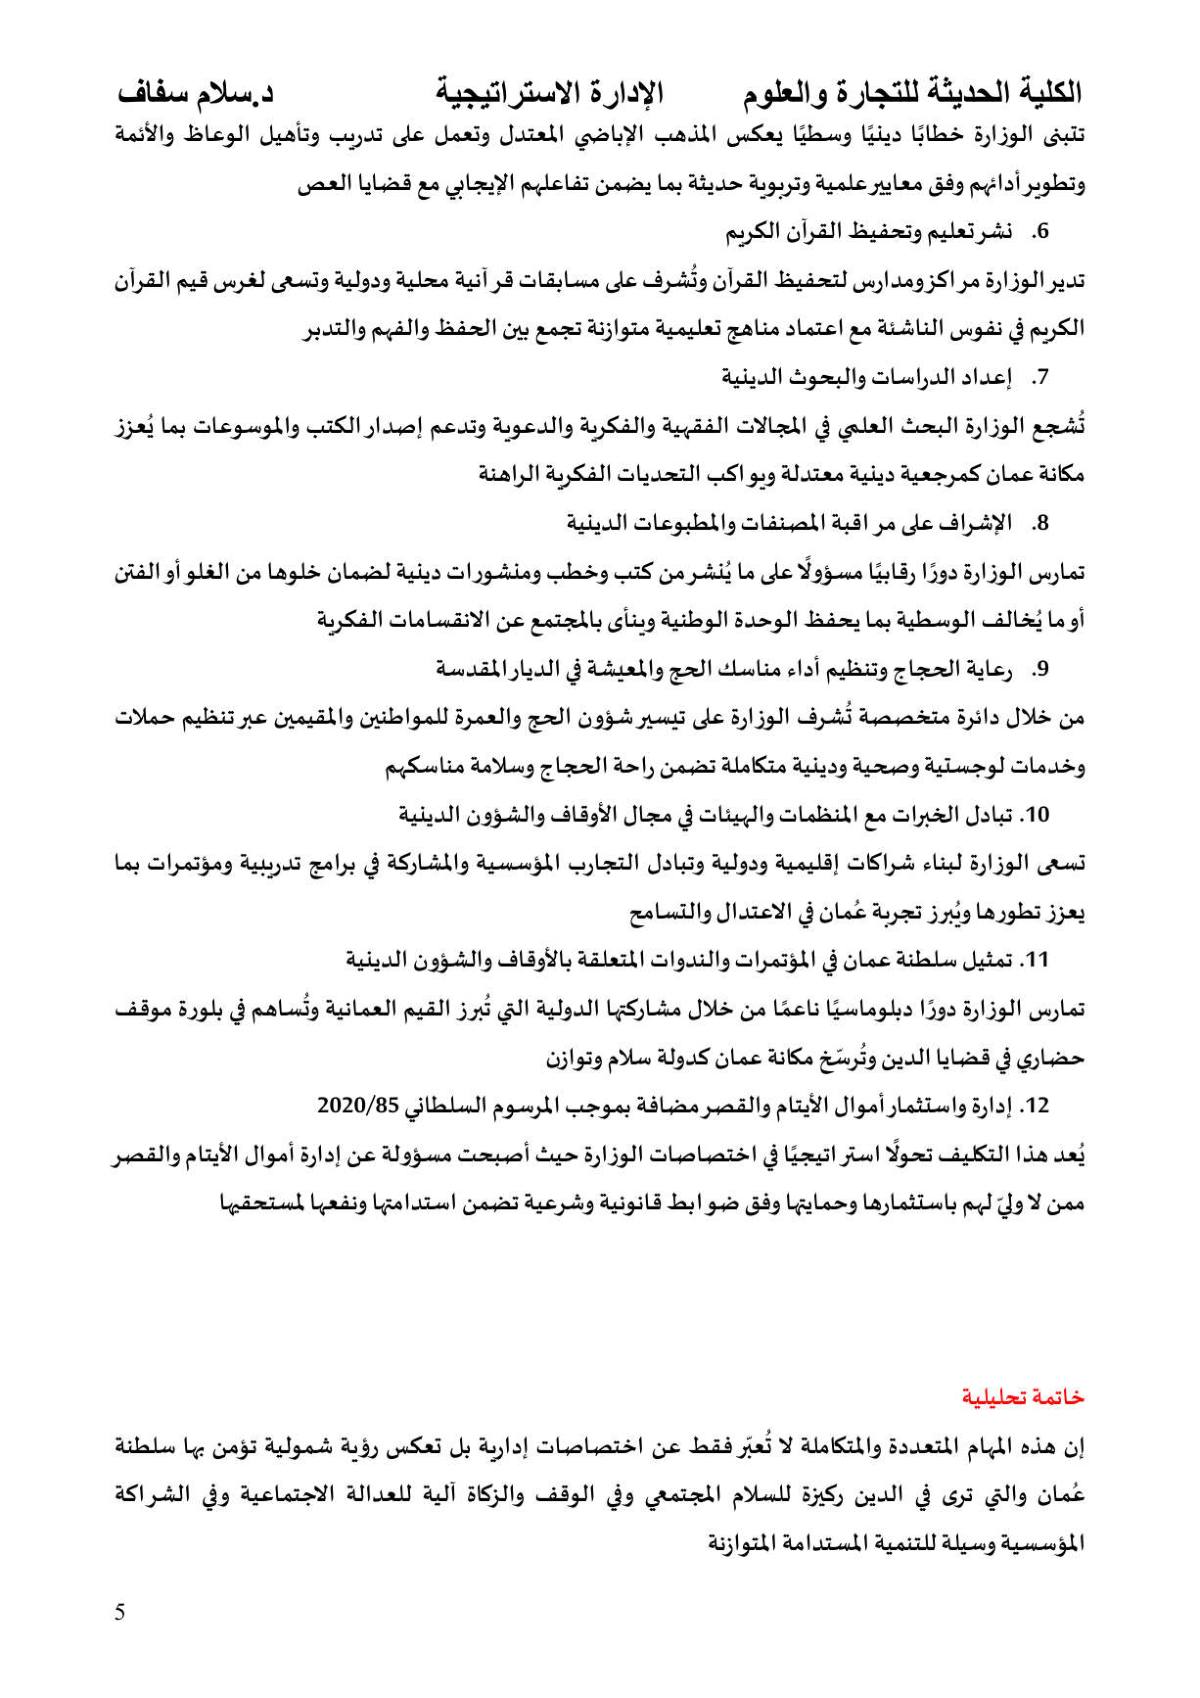 الكلية الحديثة للتجارة والعلوم الإدارة الاستراتيجية د.سلام سفاف
تتبنى الوزارة خطابًا دينيًا وسطيًا يعكس المذهب الإباضي المعتدل وتعمل على تدريب وتأهيل الوعاظ والأئمة
وتطوير أدائهم وفق معايير علمية وتربوية حديثة بما يضمن تفاعلهم الإيجابي مع قضايا العص
6. نشر تعليم وتحفيظ القرآن الكريم
تدير الوزارة مراكز ومدارس لتحفيظ القرآن وتُشرف على مسابقات قرآنية محلية ودولية وتسعى لغرس قيم القرآن
الكريم في نفوس الناشئة مع اعتماد مناهج تعليمية متوازنة تجمع بين الحفظ والفهم والتدبر
7. إعداد الدراسات والبحوث الدينية
تُشجع الوزارة البحث العلمي في المجالات الفقهية والفكرية والدعوية وتدعم إصدار الكتب والموسوعات بما يُعزز
مكانة عمان كمرجعية دينية معتدلة ويواكب التحديات الفكرية الراهنة
8. الإشراف على مراقبة المصنفات والمطبوعات الدينية
تمارس الوزارة دورًا رقابيًا مسؤولًا على ما يُنشر من كتب وخطب ومنشورات دينية لضمان خلوها من الغلو أو الفتن
أو ما يُخالف الوسطية بما يحفظ الوحدة الوطنية وينأى بالمجتمع عن الانقسامات الفكرية
9. رعاية الحجاج وتنظيم أداء مناسك الحج والمعيشة في الديار المقدسة
من خلال دائرة متخصصة تُشرف الوزارة على تيسير شؤون الحج والعمرة للمواطنين والمقيمين عبر تنظيم حملات
وخدمات لوجستية وصحية ودينية متكاملة تضمن راحة الحجاج وسلامة مناسكهم
10. تبادل الخبرات مع المنظمات والهيئات في مجال الأوقاف والشؤون الدينية
تسعى الوزارة لبناء شراكات إقليمية ودولية وتبادل التجارب المؤسسية والمشاركة في برامج تدريبية ومؤتمرات بما
يعزز تطورها ويُبرز تجربة عُمان في الاعتدال والتسامح
11. تمثيل سلطنة عمان في المؤتمرات والندوات المتعلقة بالأوقاف والشؤون الدينية
تمارس الوزارة دورًا دبلوماسيًا ناعمًا من خلال مشاركتها الدولية التي تُبرز القيم العمانية وتُساهم في بلورة موقف
حضاري في قضايا الدين وتُرسّخ مكانة عمان كدولة سلام وتوازن
12. إدارة واستثمار أموال الأيتام والقصر مضافة بموجب المرسوم السلطاني 2020/85
يُعد هذا التكليف تحولًا استراتيجيًا في اختصاصات الوزارة حيث أصبحت مسؤولة عن إدارة أموال الأيتام والقصر
ممن لا وليّ لهم باستثمارها وحمايتها وفق ضوابط قانونية وشرعية تضمن استدامتها ونفعها لمستحقيها
خاتمة تحليلية
إن هذه المهام المتعددة والمتكاملة لا تُعبّر فقط عن اختصاصات إدارية بل تعكس رؤية شمولية تؤمن بها سلطنة
عُمان والتي ترى في الدين ركيزة للسلام المجتمعي وفي الوقف والزكاة آلية للعدالة الاجتماعية وفي الشراكة
المؤسسية وسيلة للتنمية المستدامة المتوازنة
5